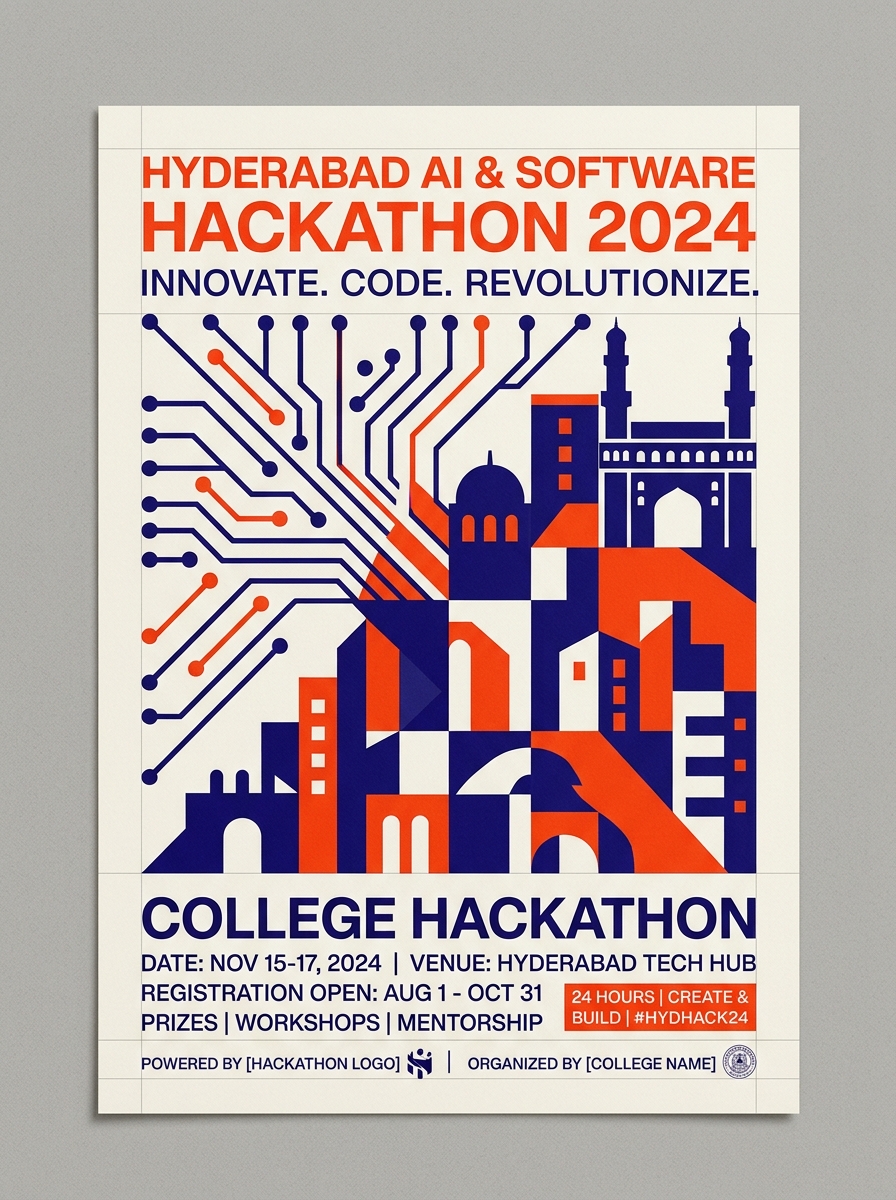 HYDERABAD AI & SOFTWARE
HACKATHON 2024
INNOVATE. CODE. REVOLUTIONIZE.
COLLEGE HACKATHON
DATE: NOV 15-17, 2024 | VENUE: HYDERABAD TECH HUB
REGISTRATION OPEN: AUG 1 - OCT 31
PRIZES | WORKSHOPS | MENTORSHIP
24 HOURS | CREATE &
BUILD | #HYDHACK24
POWERED BY [HACKATHON LOGO] | ORGANIZED BY [COLLEGE NAME]